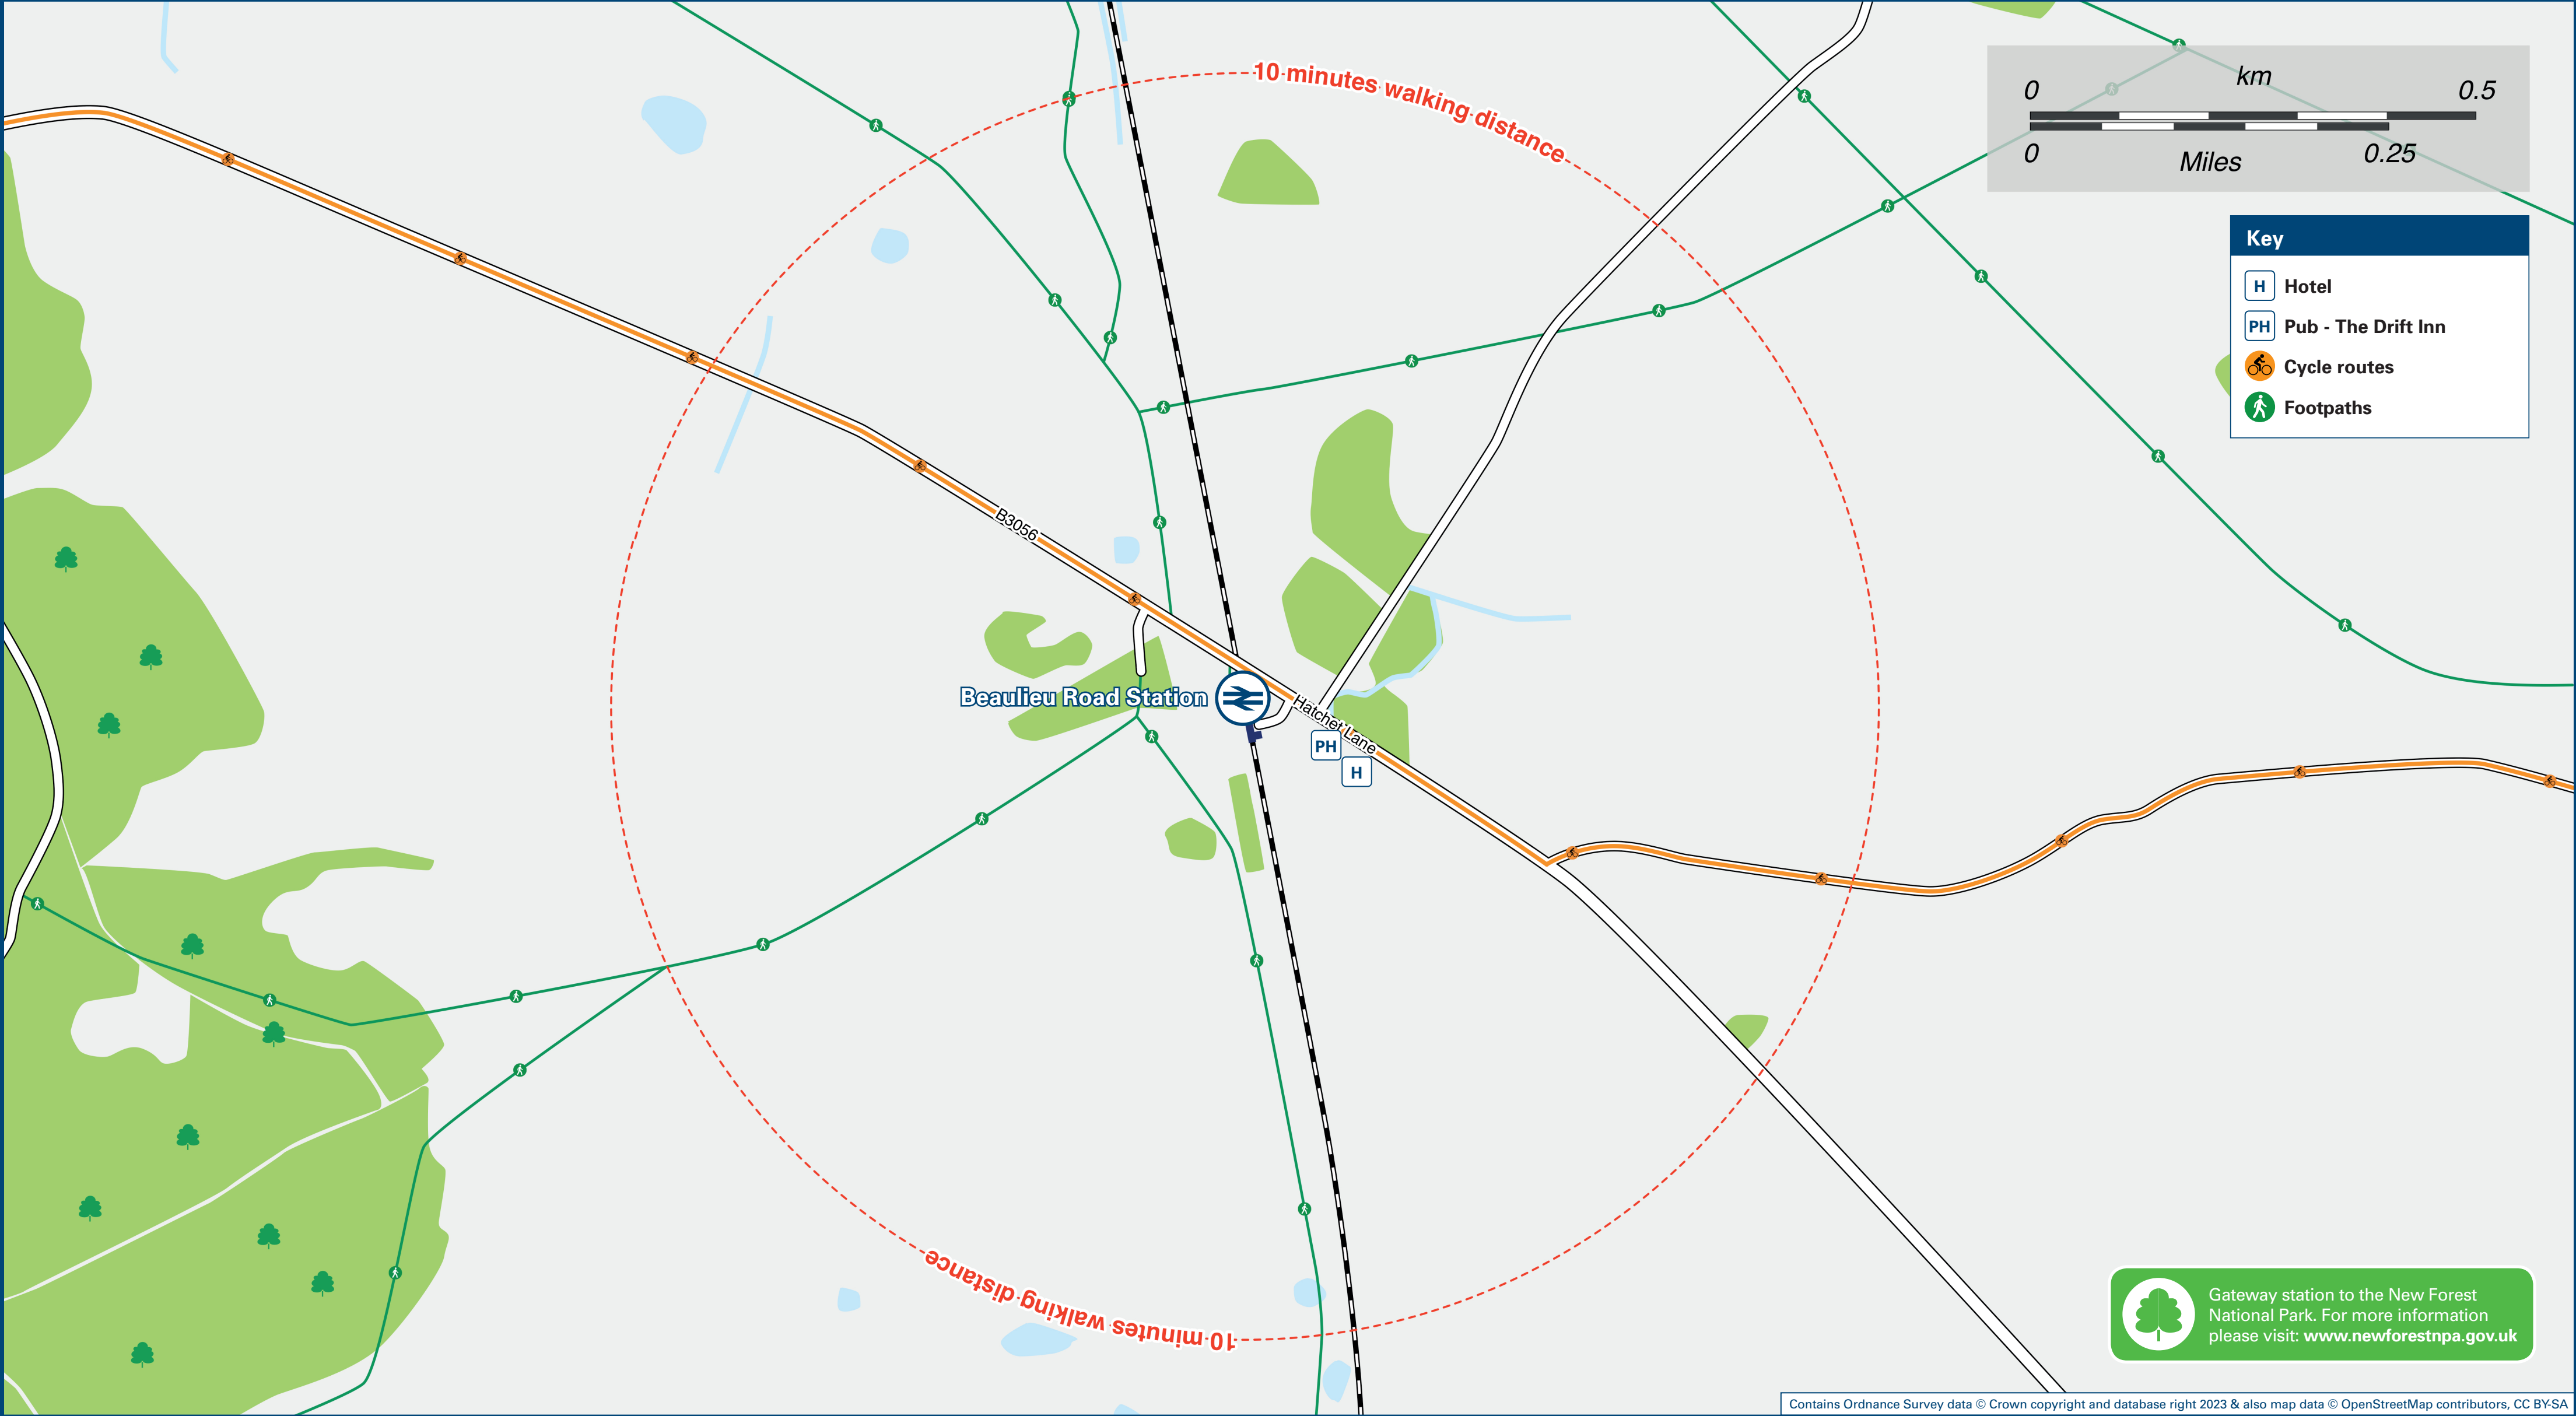 10 minutes walking distance
km
0
0.5
0
Miles
0.25
Key
H Hotel
PH Pub - The Drift Inn
Cycle routes
Footpaths
B3056
Beaulieu Road Station
Hatchet Lane
PH
H
10 minutes walking distance
Gateway station to the New Forest
National Park. For more information
please visit: www.newforestnpa.gov.uk
Contains Ordnance Survey data © Crown copyright and database right 2023 & also map data © OpenStreetMap contributors, CC BY-SA